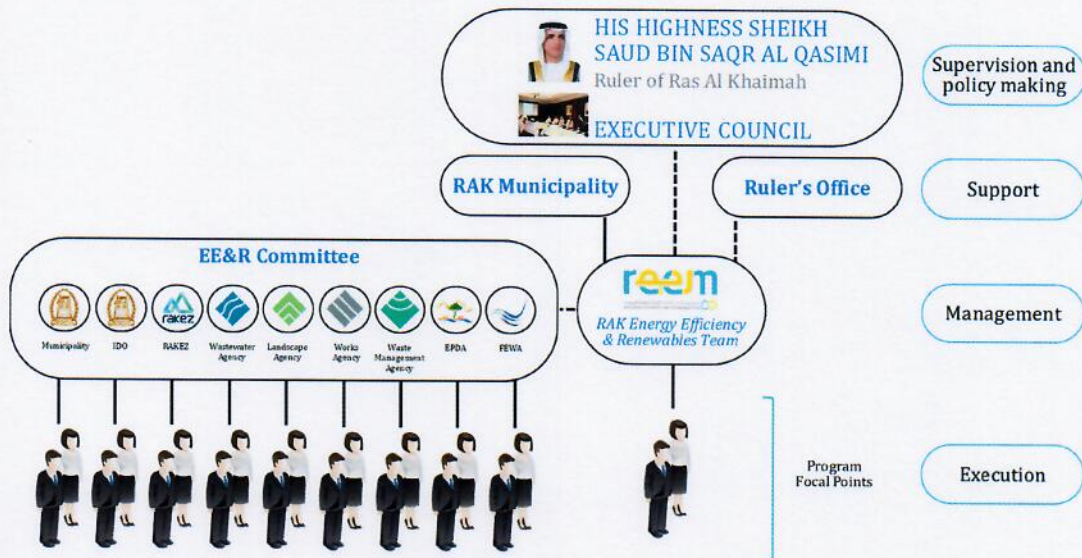 HIS HIGHNESS SHEIKH
SAUD BIN SAQR AL QASIMI
Ruler of Ras Al Khaimah
EXECUTIVE COUNCIL
Supervision and
policy making
RAK Municipality
Ruler's Office
Support
EE&R Committee
rakez
Municipality
IDO
RAKEZ
Wastewater
Agency
Landscape
Agency
Works
Agency
Waste
Management
Agency
EPDA
FEWA
reem
RAK Energy Efficiency
& Renewables Team
Management
Program
Focal Points
Execution